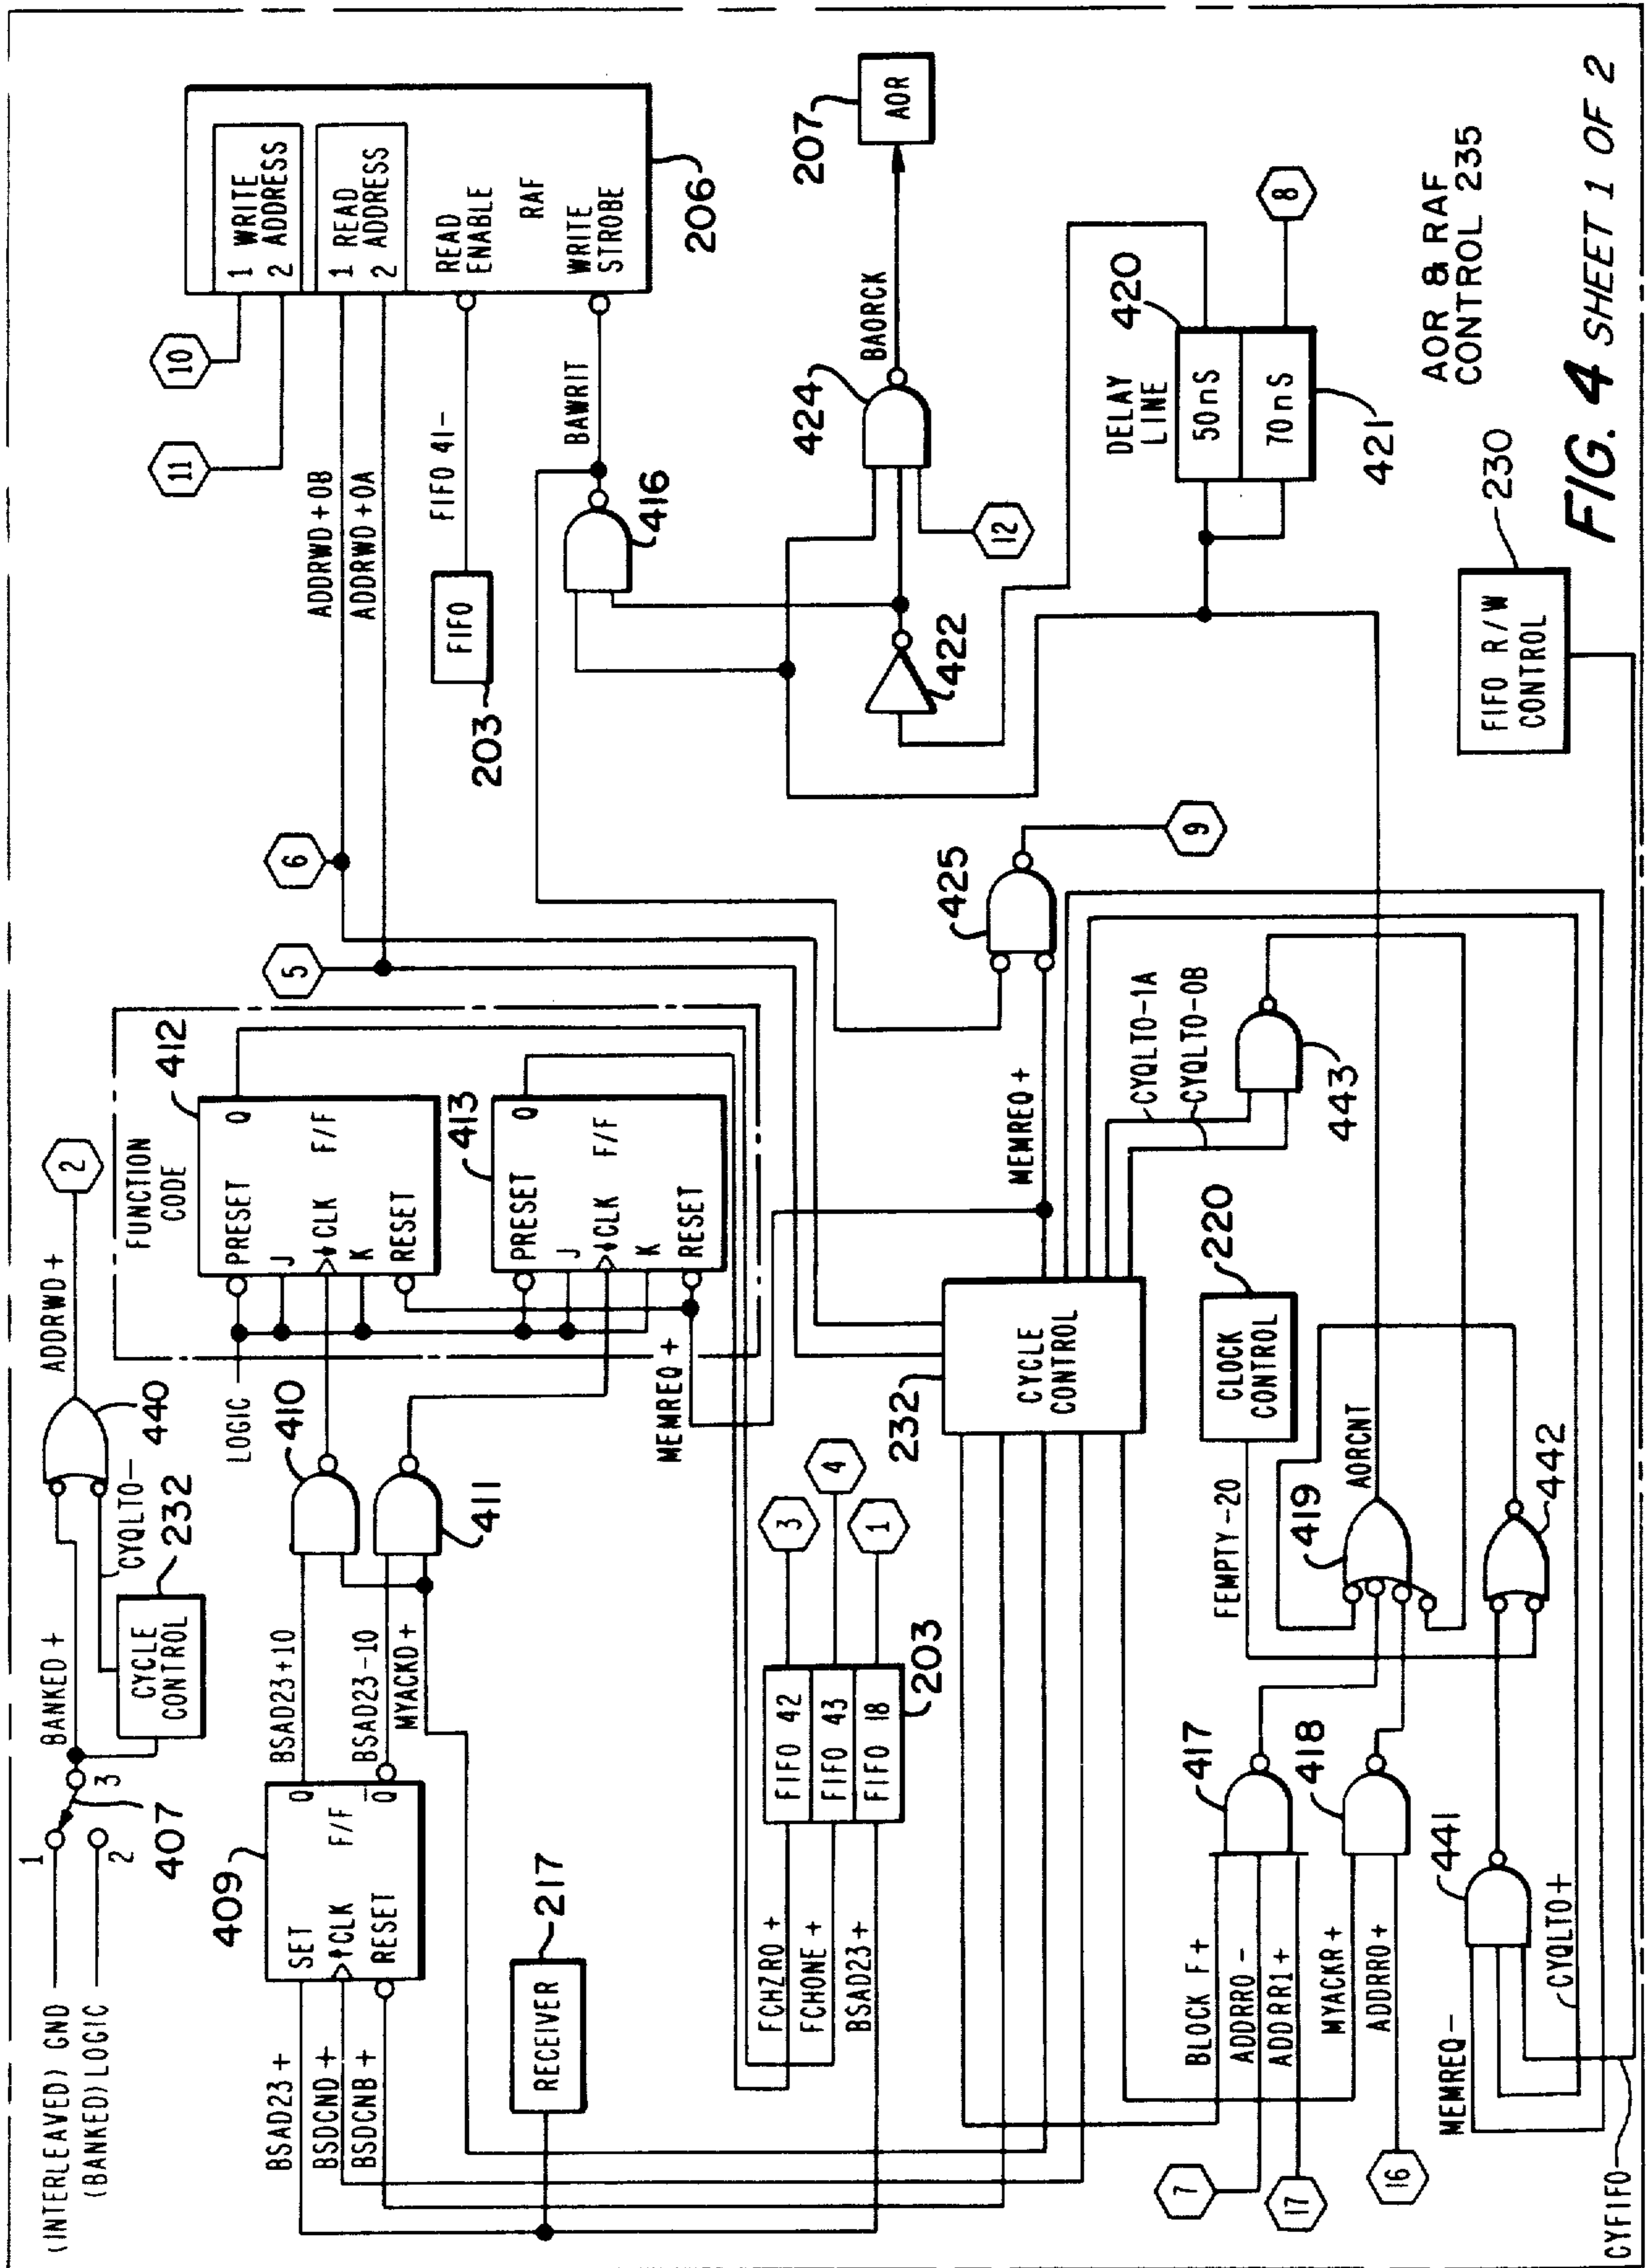 (INTERLEAVED) GND
(BANKED) LOGIC
1
2
3
407
BANKED +
CYCLE CONTROL
232
CYQLTO-
440
ADDRWD +
2
FUNCTION CODE
LOGIC
PRESET
J
CLK
K
RESET
Q
F/F
412
PRESET
J
CLK
K
RESET
Q
F/F
413
MEMREQ +
409
SET
CLK
RESET
Q
F/F
Q
BSAD23+
BSDCND+
BSDCNB+
BSAD23+10
BSAD23-10
MYACKD+
410
411
RECEIVER
217
FCHZRO +
FCHONE +
BSAD23+
FIFO 42
FIFO 43
FIFO 18
203
3
4
1
5
6
11
10
ADDRWD+0B
ADDRWD+0A
1 WRITE
2 ADDRESS
1 READ
2 ADDRESS
READ ENABLE
RAF
WRITE STROBE
206
FIFO
203
FIFO 41-
BAWRIT
416
424
BAORCK
AOR
207
12
422
DELAY LINE
420
50nS
70nS
421
8
425
9
MEMREQ +
CYCLE CONTROL
232
CYQLTO-1A
CYQLTO-0B
443
CLOCK CONTROL
220
FEMPTY-20
419
AORCNT
442
BLOCK F+
ADDRRO-
ADDRR1+
MYACKR+
ADDRRO+
7
17
16
417
418
441
MEMREQ-
CYQLTO+
CYFIFO
FIFO R/W CONTROL
230
AOR & RAF
CONTROL 235
FIG. 4 SHEET 1 OF 2